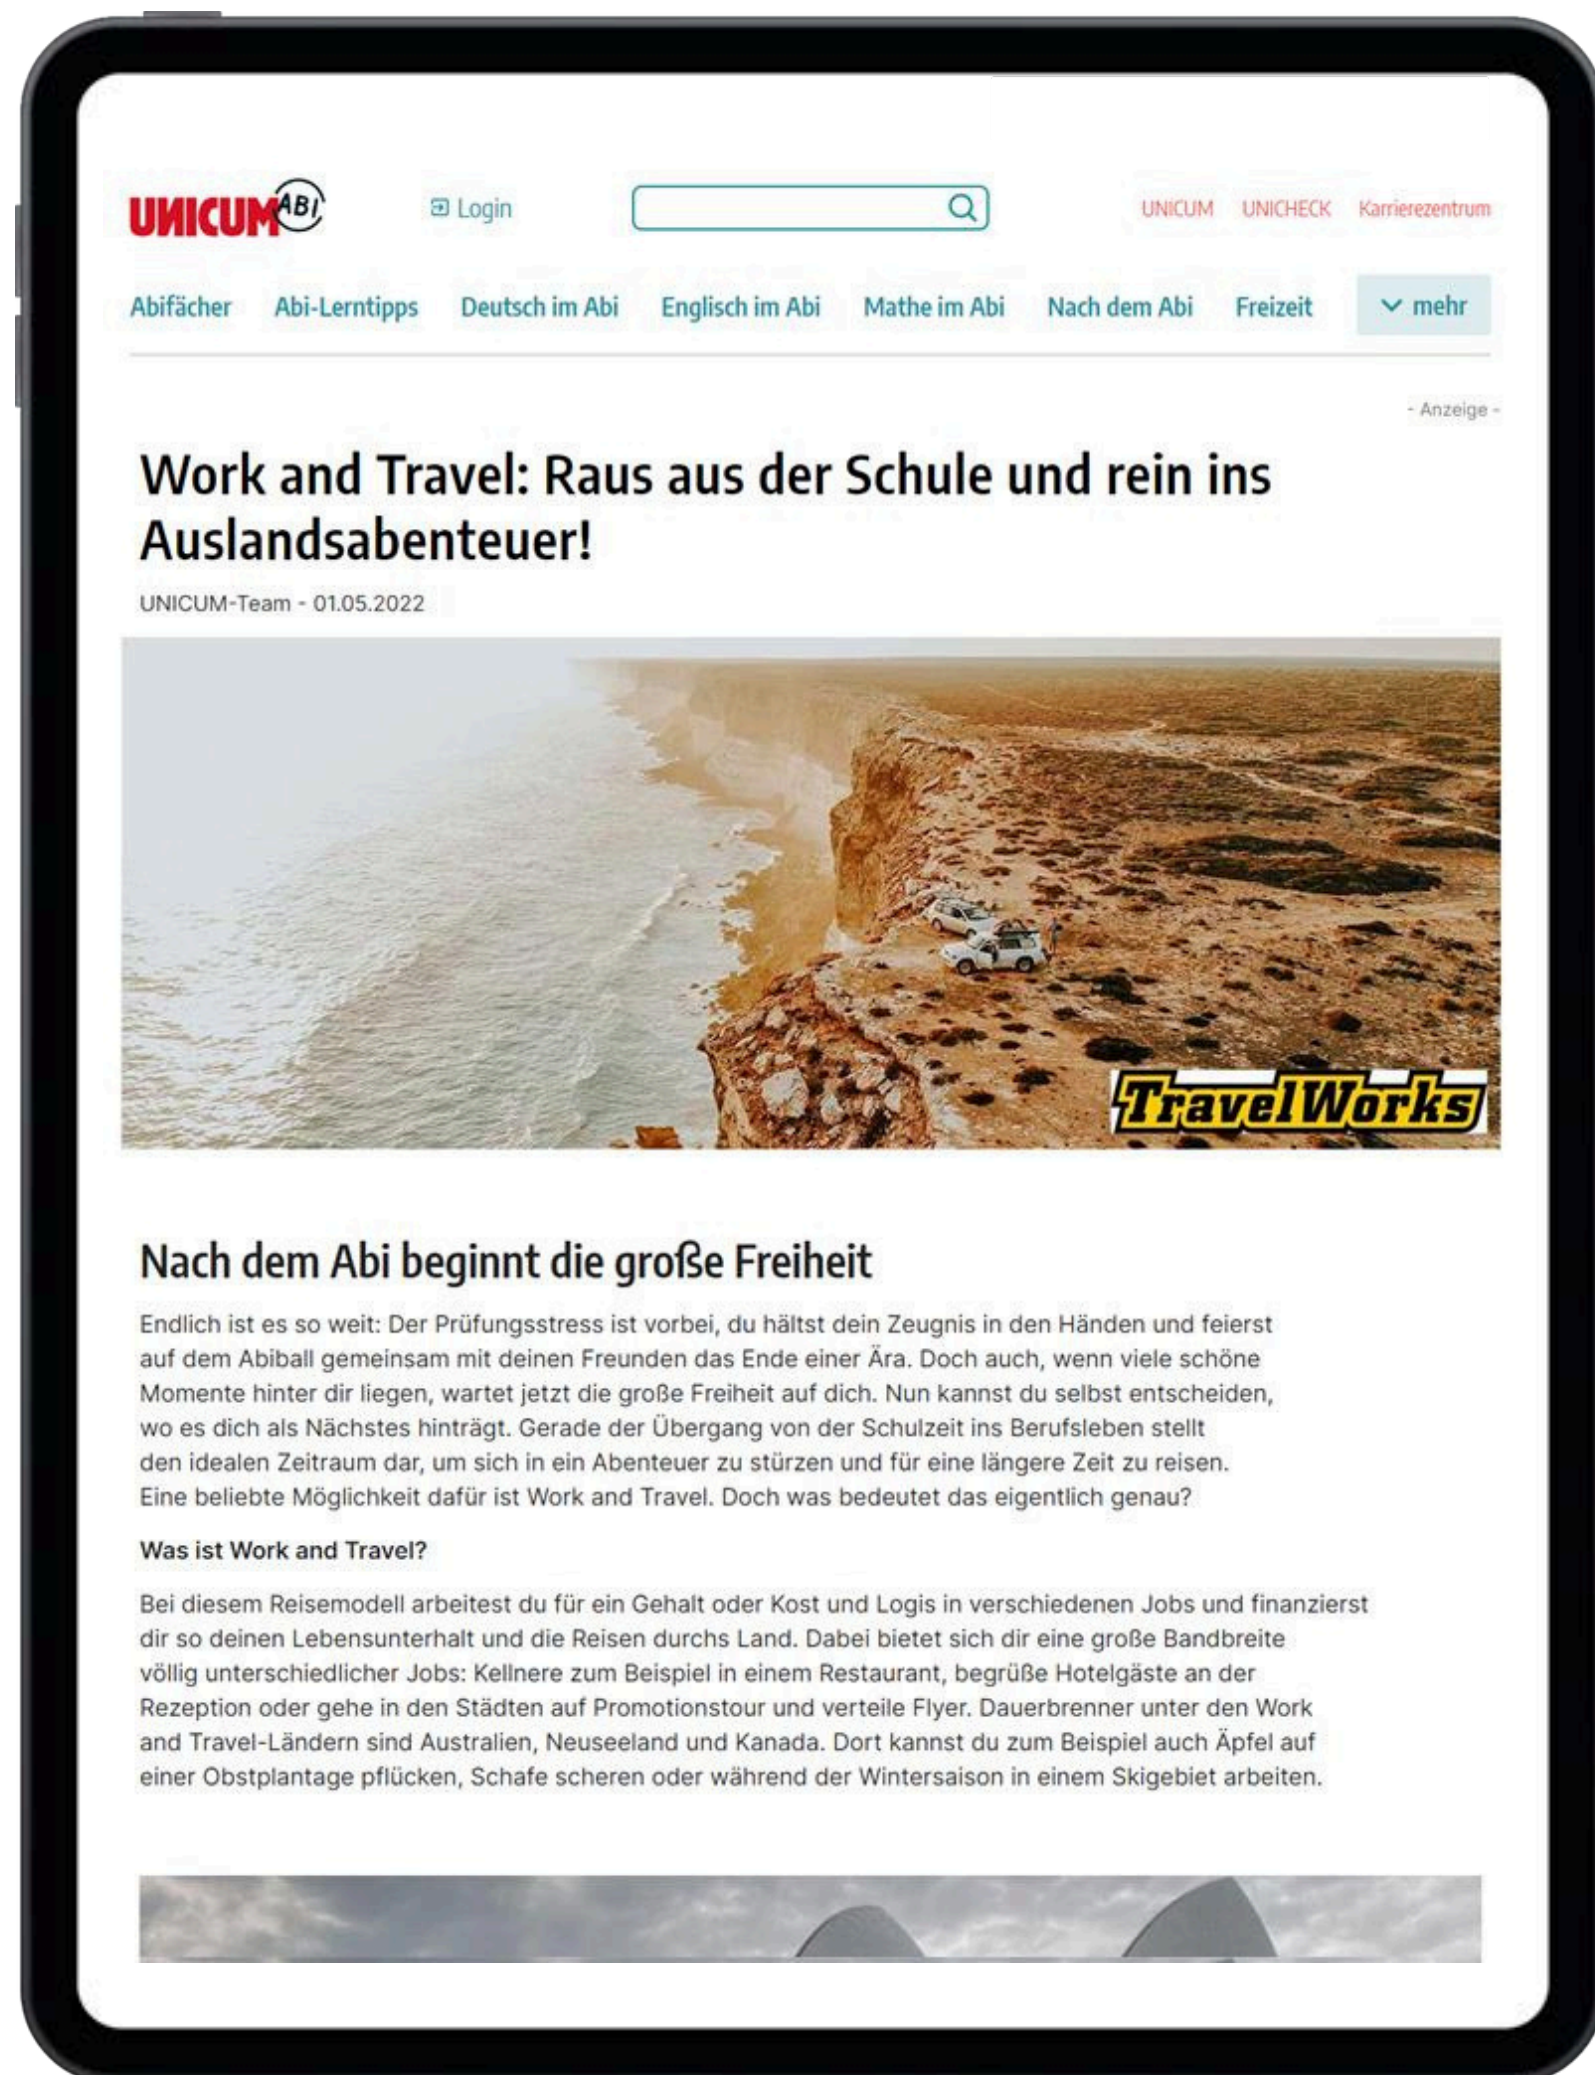 UNICUM ABI
Login
UNICUM UNICHECK Karrierezentrum
Abifächer Abi-Lerntipps Deutsch im Abi Englisch im Abi Mathe im Abi Nach dem Abi Freizeit mehr
- Anzeige -
Work and Travel: Raus aus der Schule und rein ins
Auslandsabenteuer!
UNICUM-Team - 01.05.2022
TravelWorks
Nach dem Abi beginnt die große Freiheit
Endlich ist es so weit: Der Prüfungsstress ist vorbei, du hältst dein Zeugnis in den Händen und feierst
auf dem Abiball gemeinsam mit deinen Freunden das Ende einer Ära. Doch auch, wenn viele schöne
Momente hinter dir liegen, wartet jetzt die große Freiheit auf dich. Nun kannst du selbst entscheiden,
wo es dich als Nächstes hinträgt. Gerade der Übergang von der Schulzeit ins Berufsleben stellt
den idealen Zeitraum dar, um sich in ein Abenteuer zu stürzen und für eine längere Zeit zu reisen.
Eine beliebte Möglichkeit dafür ist Work and Travel. Doch was bedeutet das eigentlich genau?
Was ist Work and Travel?
Bei diesem Reisemodell arbeitest du für ein Gehalt oder Kost und Logis in verschiedenen Jobs und finanzierst
dir so deinen Lebensunterhalt und die Reisen durchs Land. Dabei bietet sich dir eine große Bandbreite
völlig unterschiedlicher Jobs: Kellnere zum Beispiel in einem Restaurant, begrüße Hotelgäste an der
Rezeption oder gehe in den Städten auf Promotionstour und verteile Flyer. Dauerbrenner unter den Work
and Travel-Ländern sind Australien, Neuseeland und Kanada. Dort kannst du zum Beispiel auch Äpfel auf
einer Obstplantage pflücken, Schafe scheren oder während der Wintersaison in einem Skigebiet arbeiten.